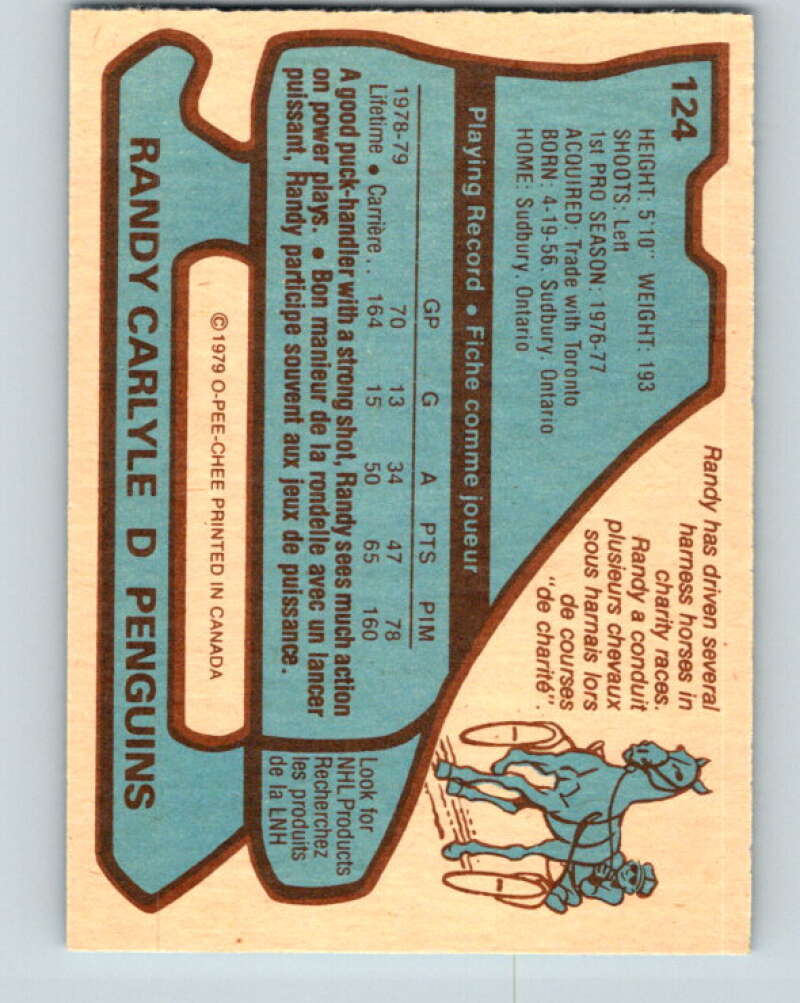 124
HEIGHT: 5'10" WEIGHT: 193
SHOOTS: Left
1st PRO SEASON: 1976-77
ACQUIRED: Trade with Toronto
BORN: 4-19-56, Sudbury, Ontario
HOME: Sudbury, Ontario
Randy has driven several
harness horses in
charity races.
Randy a conduit
plusieurs chevaux
sous harnais lors
de courses
"de charité".
Playing Record • Fiche comme joueur
GP G A PTS PIM
1978-79 70 13 34 47 78
Lifetime • Carrière . . 164 15 50 65 160
A good puck-handler with a strong shot, Randy sees much action
on power plays. • Bon manieur de la rondelle avec un lancer
puissant, Randy participe souvent aux jeux de puissance.
Look for
NHL Products
Recherchez
les produits
de la LNH
©1979 O-PEE-CHEE PRINTED IN CANADA
RANDY CARLYLE D PENGUINS